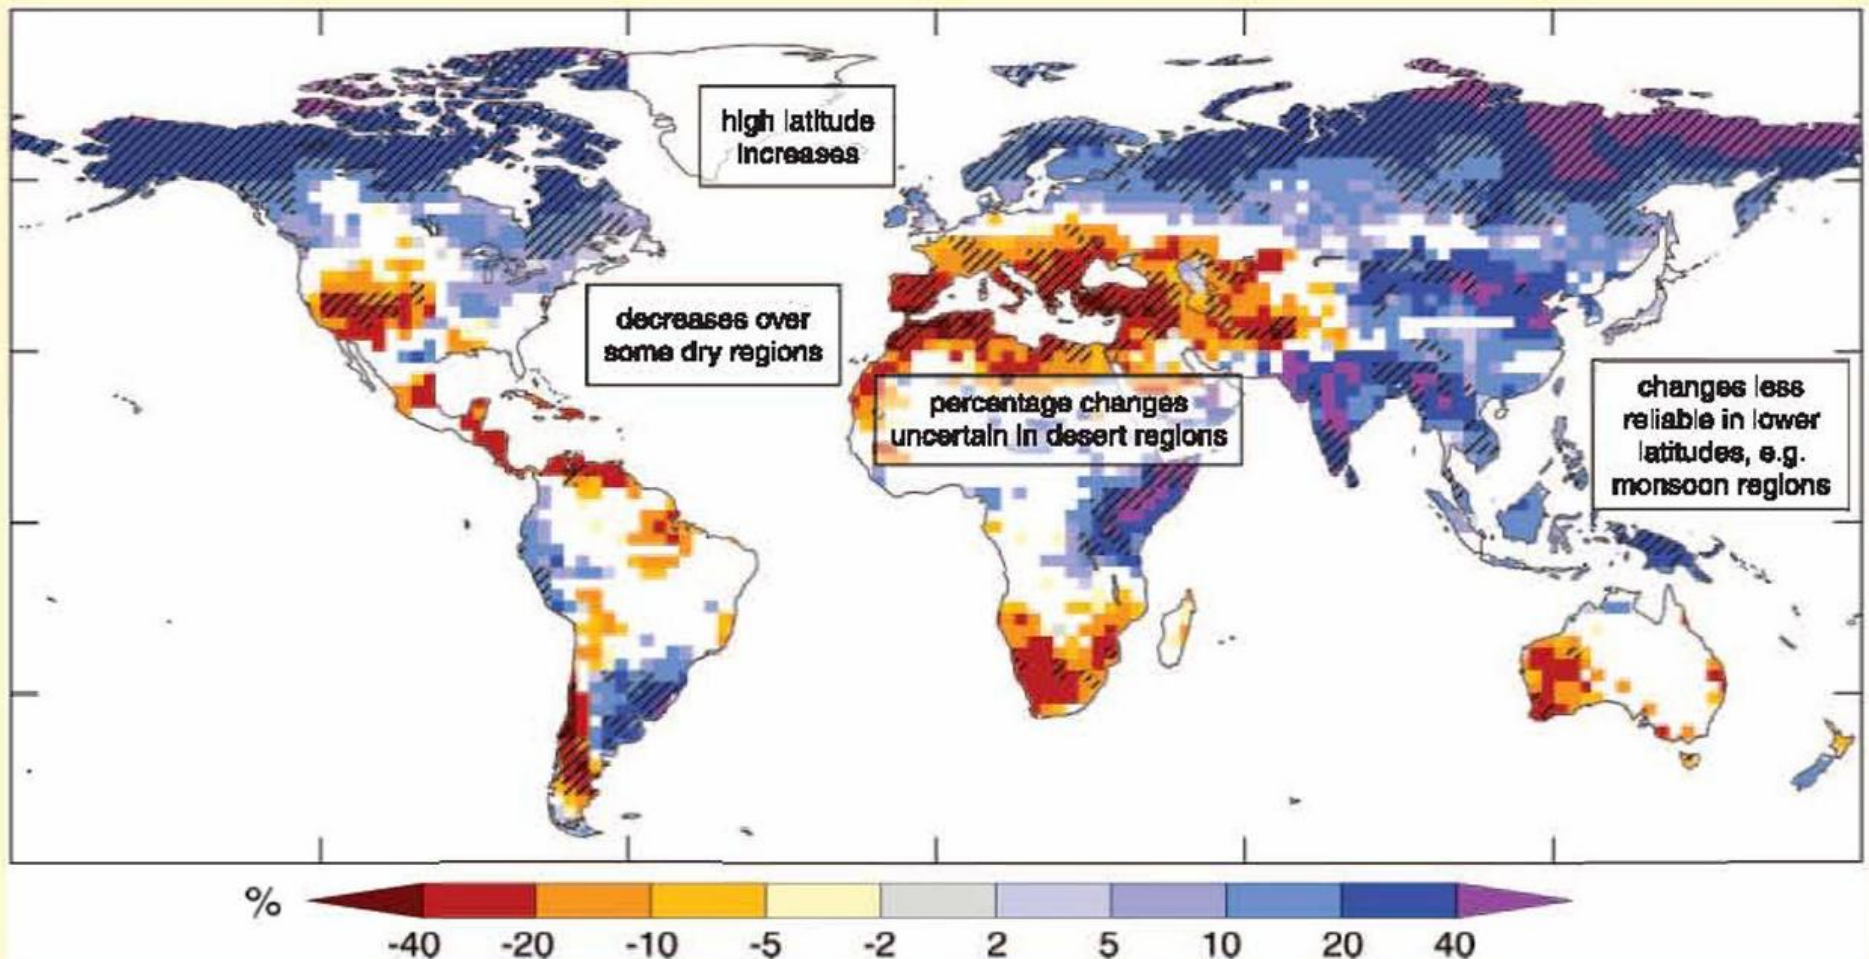 high latitude
increases
decreases over
some dry regions
percentage changes
uncertain in desert regions
changes less
reliable in lower
latitudes, e.g.
monsoon regions
%
-40 -20 -10 -5 -2 2 5 10 20 40